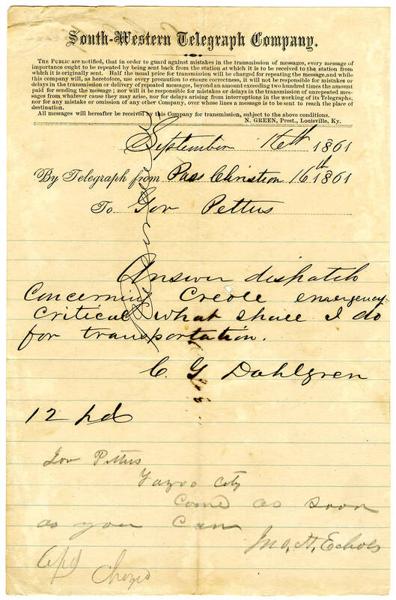 South-Western Telegraph Company.
The Public are notified, that in order to guard against mistakes in the transmission of messages, every message of
importance ought to be repeated by being sent back from the station at which it is to be received to the station from
which it is originally sent. Half the usual price for transmission will be charged for repeating the message, and while
this company will, as heretofore, use every precaution to ensure correctness, it will not be responsible for mistakes or
delays in the transmission or delivery of repeated messages, beyond an amount exceeding two hundred times the amount
paid for sending the message; nor will it be responsible for mistakes or delays in the transmission of unrepeated messages
from whatever cause they may arise, nor for delays arising from interruptions in the working of its Telegraphs,
nor for any mistake or omission of any other Company, over whose lines a message is to be sent to reach the place of
destination.
All messages will hereafter be received by this Company for transmission, subject to the above conditions.
N. GREEN, Prest., Louisville, Ky.
September 16th 1861
By Telegraph from Pass Christian 16th 1861
To Gov Pettus
Answer dispatch
Concerning Creole emergency
Critical what shall I do
for transportation.
C G Dahlgren
12 pd
Gov Pettus
Yazoo City
Come as soon
as you can
Jno, A, Echols